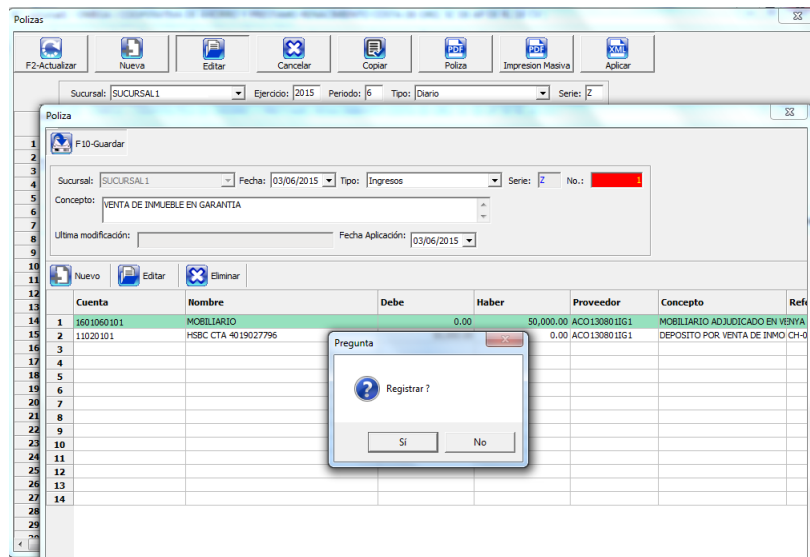 Polizas
F2-Actualizar Nueva Editar Cancelar Copiar Poliza Impresion Masiva Aplicar
Sucursal: SUCURSAL1 Ejercicio: 2015 Periodo: 6 Tipo: Diario Serie: Z
Poliza
F10-Guardar
Sucursal: SUCURSAL1 Fecha: 03/06/2015 Tipo: Ingresos Serie: Z No.: 1
Concepto: VENTA DE INMUEBLE EN GARANTIA
Ultima modificación: Fecha Aplicación: 03/06/2015
Nuevo Editar Eliminar
Cuenta Nombre Debe Haber Proveedor Concepto Refe
1 1601060101 MOBILIARIO 0.00 50,000.00 ACO130801IG1 MOBILIARIO ADJUDICADO EN VE NYA
2 11020101 HSBC CTA 4019027796 0.00 ACO130801IG1 DEPOSITO POR VENTA DE INMO CH-0
3
4
5
6
7
8
9
10
11
12
13
14
Pregunta
Registrar ?
Sí No
1
2
3
4
5
6
7
8
9
10
11
12
13
14
15
16
17
18
19
20
21
22
23
24
25
26
27
28
29